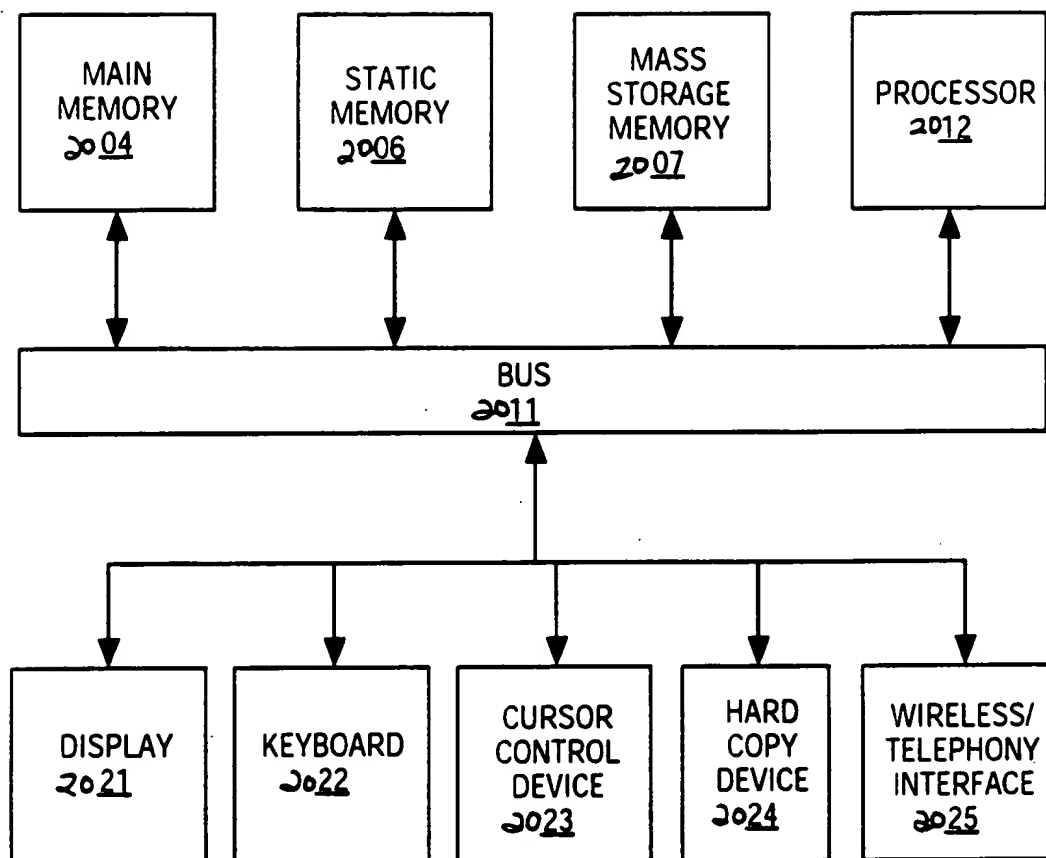 MAIN
MEMORY
2004
STATIC
MEMORY
2006
MASS
STORAGE
MEMORY
2007
PROCESSOR
2012
BUS
2011
DISPLAY
2021
KEYBOARD
2022
CURSOR
CONTROL
DEVICE
2023
HARD
COPY
DEVICE
2024
WIRELESS/
TELEPHONY
INTERFACE
2025